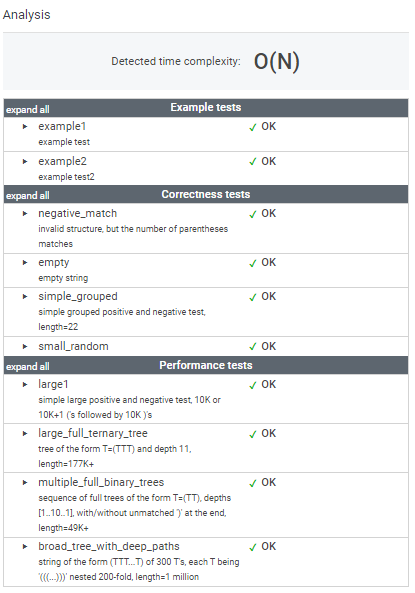 Analysis
Detected time complexity: O(N)
expand all Example tests
▶ example1 ✓ OK
example test
▶ example2 ✓ OK
example test2
expand all Correctness tests
▶ negative_match ✓ OK
invalid structure, but the number of parentheses
matches
▶ empty ✓ OK
empty string
▶ simple_grouped ✓ OK
simple grouped positive and negative test,
length=22
▶ small_random ✓ OK
expand all Performance tests
▶ large1 ✓ OK
simple large positive and negative test, 10K or
10K+1 ('s followed by 10K )'s
▶ large_full_ternary_tree ✓ OK
tree of the form T=(TTT) and depth 11,
length=177K+
▶ multiple_full_binary_trees ✓ OK
sequence of full trees of the form T=(TT), depths
[1..10..1], with/without unmatched ')' at the end,
length=49K+
▶ broad_tree_with_deep_paths ✓ OK
string of the form (TTT...T) of 300 T's, each T being
'(((...)))' nested 200-fold, length=1 million